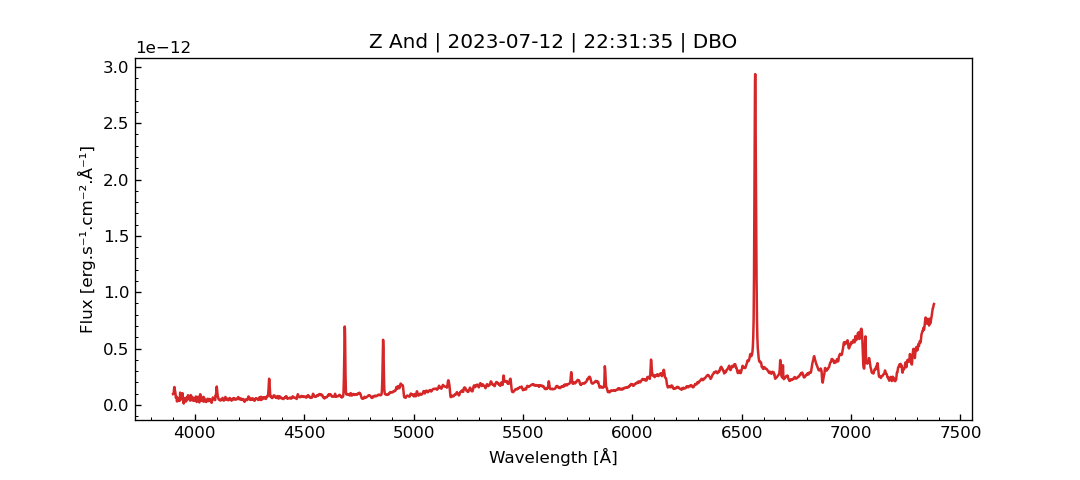 Z And | 2023-07-12 | 22:31:35 | DBO
1e−12
3.0
2.5
2.0
1.5
1.0
0.5
0.0
Flux [erg.s⁻¹.cm⁻².Å⁻¹]
4000 4500 5000 5500 6000 6500 7000 7500
Wavelength [Å]